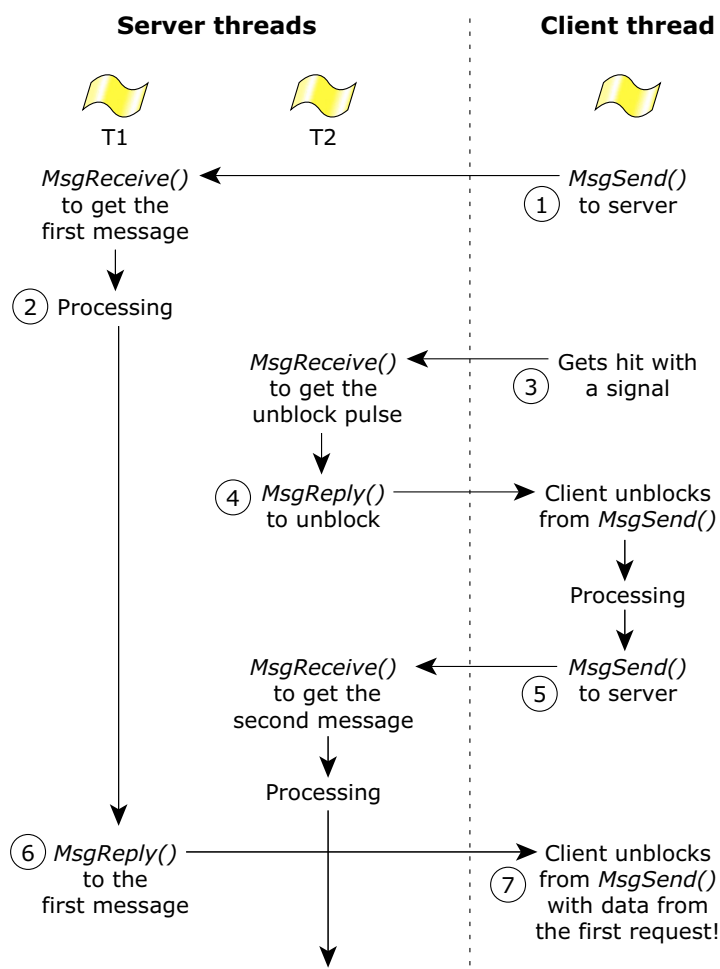 Server threads
Client thread
T1
T2
MsgReceive()
to get the
first message
1
MsgSend()
to server
2
Processing
MsgReceive()
to get the
unblock pulse
3
Gets hit with
a signal
4
MsgReply()
to unblock
Client unblocks
from MsgSend()
Processing
MsgReceive()
to get the
second message
5
MsgSend()
to server
Processing
6
MsgReply()
to the
first message
7
Client unblocks
from MsgSend()
with data from
the first request!